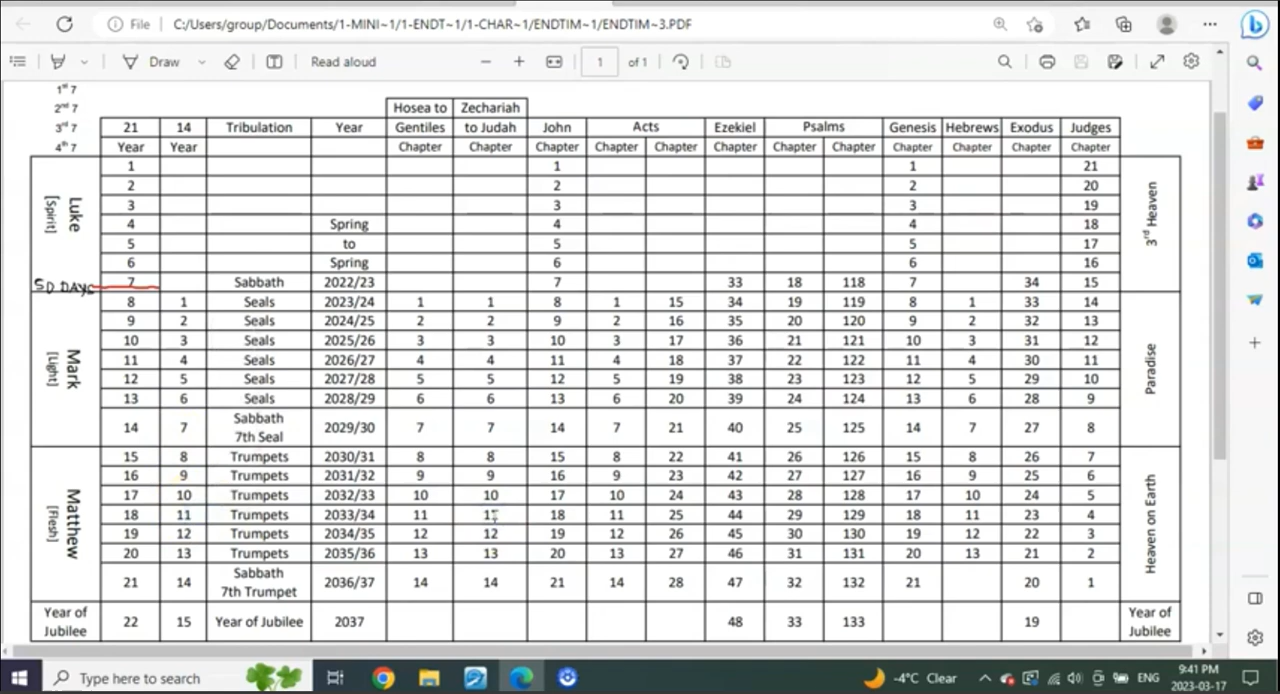 File C:/Users/group/Documents/1-MINI~1/1-ENDT~1/1-CHAR~1/ENDTIM~1/ENDTIM~3.PDF
Draw Read aloud 1 of 1
1st 7
2nd 7 Hosea to Zechariah
3rd 7 21 14 Tribulation Year Gentiles to Judah John Acts Ezekiel Psalms Genesis Hebrews Exodus Judges
4th 7 Year Year Chapter Chapter Chapter Chapter Chapter Chapter Chapter Chapter Chapter Chapter Chapter Chapter
Luke [Spirit]
3rd Heaven
1 1 1 21
2 2 2 20
3 3 3 19
4 Spring 4 4 18
5 to 5 5 17
6 Spring 6 6 16
50 DAYS 7 Sabbath 2022/23 7 33 18 118 7 34 15
Mark [Light]
Paradise
8 1 Seals 2023/24 1 1 8 1 15 34 19 119 8 1 33 14
9 2 Seals 2024/25 2 2 9 2 16 35 20 120 9 2 32 13
10 3 Seals 2025/26 3 3 10 3 17 36 21 121 10 3 31 12
11 4 Seals 2026/27 4 4 11 4 18 37 22 122 11 4 30 11
12 5 Seals 2027/28 5 5 12 5 19 38 23 123 12 5 29 10
13 6 Seals 2028/29 6 6 13 6 20 39 24 124 13 6 28 9
14 7 Sabbath 7th Seal 2029/30 7 7 14 7 21 40 25 125 14 7 27 8
Matthew [Flesh]
Heaven on Earth
15 8 Trumpets 2030/31 8 8 15 8 22 41 26 126 15 8 26 7
16 9 Trumpets 2031/32 9 9 16 9 23 42 27 127 16 9 25 6
17 10 Trumpets 2032/33 10 10 17 10 24 43 28 128 17 10 24 5
18 11 Trumpets 2033/34 11 11 18 11 25 44 29 129 18 11 23 4
19 12 Trumpets 2034/35 12 12 19 12 26 45 30 130 19 12 22 3
20 13 Trumpets 2035/36 13 13 20 13 27 46 31 131 20 13 21 2
21 14 Sabbath 7th Trumpet 2036/37 14 14 21 14 28 47 32 132 21 20 1
Year of Jubilee 22 15 Year of Jubilee 2037 48 33 133 19 Year of Jubilee
Type here to search -4°C Clear ENG 9:41 PM
2023-03-17